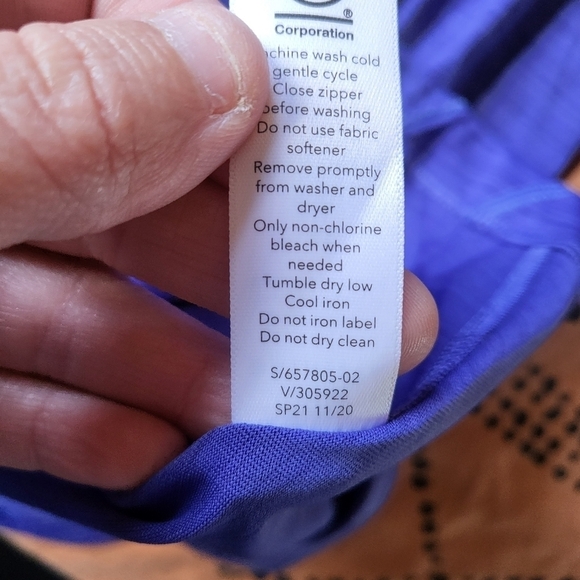 ®
Corporation
chine wash cold
gentle cycle
Close zipper
before washing
Do not use fabric
softener
Remove promptly
from washer and
dryer
Only non-chlorine
bleach when
needed
Tumble dry low
Cool iron
Do not iron label
Do not dry clean
S/657805-02
V/305922
SP21 11/20